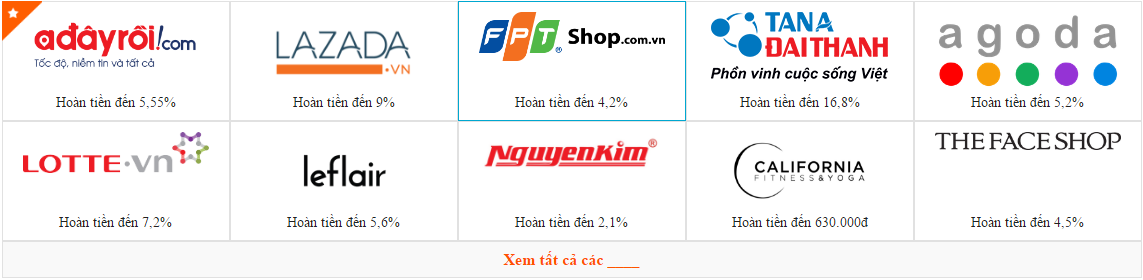 adâyrồi!.com
Tốc độ, niềm tin và tất cả
Hoàn tiền đến 5,55%
LAZADA
.VN
Hoàn tiền đến 9%
FPT® Shop.com.vn
Hoàn tiền đến 4,2%
TANA
ĐAITHANH
Phồn vinh cuộc sống Việt
Hoàn tiền đến 16,8%
agoda
Hoàn tiền đến 5,2%
LOTTE.vn
Hoàn tiền đến 7,2%
leflair
Hoàn tiền đến 5,6%
NguyenKim®
Hoàn tiền đến 2,1%
CALIFORNIA
FITNESS&YOGA
Hoàn tiền đến 630.000đ
THE FACE SHOP
Hoàn tiền đến 4,5%
Xem tất cả các ____